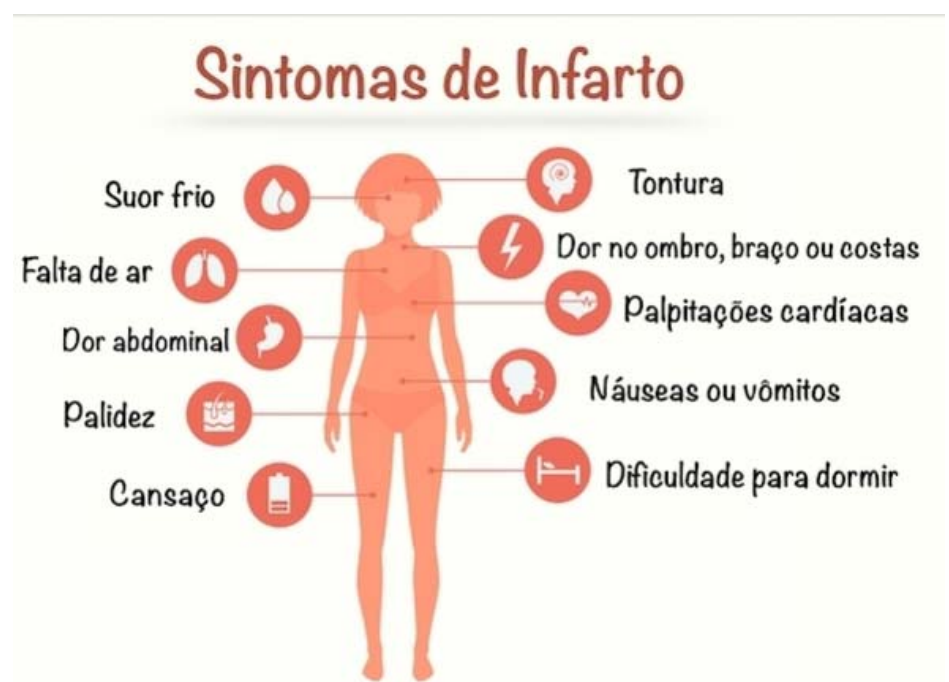 Sintomas de Infarto
Suor frio
Falta de ar
Dor abdominal
Palidez
Cansaço
Tontura
Dor no ombro, braço ou costas
Palpitações cardíacas
Náuseas ou vômitos
Dificuldade para dormir